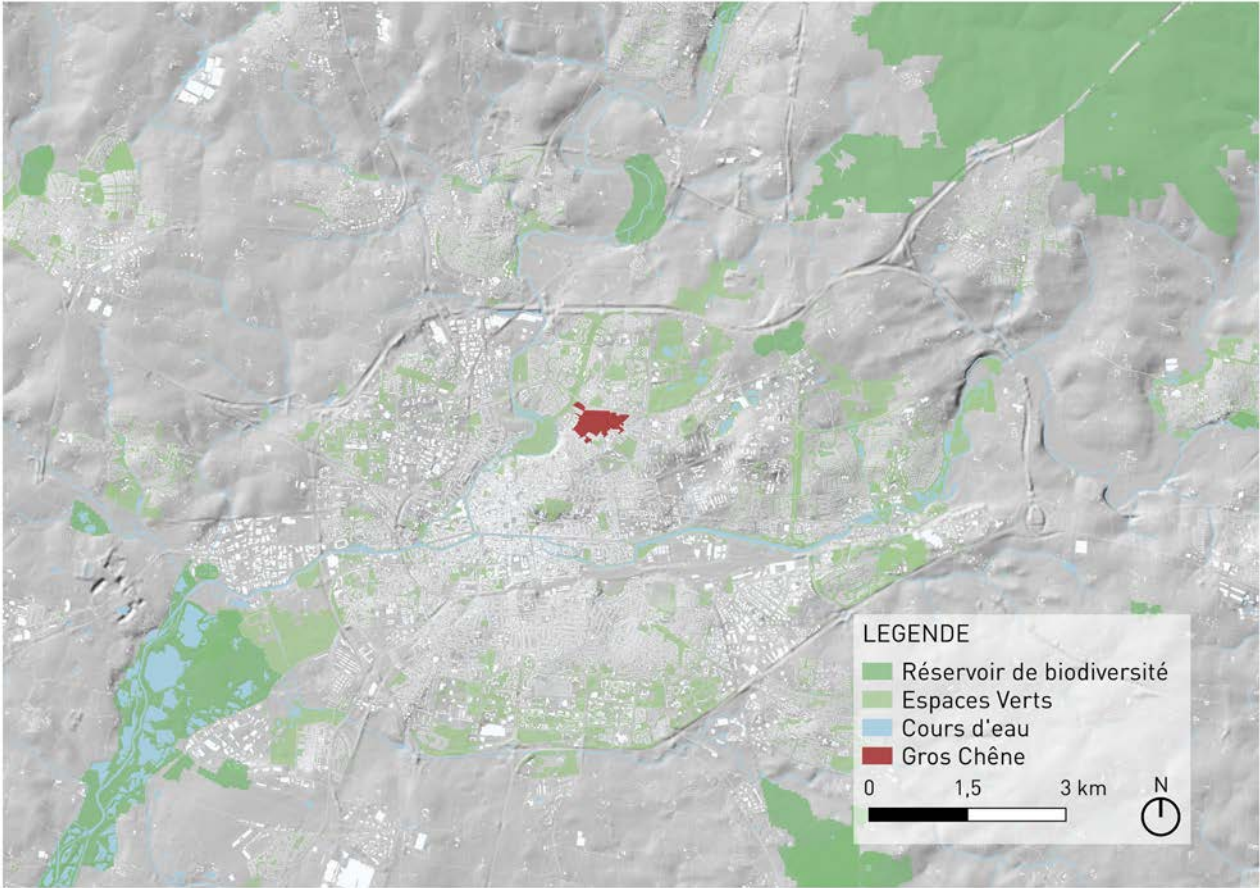 LEGENDE
Réservoir de biodiversité
Espaces Verts
Cours d'eau
Gros Chêne
0 1,5 3 km
N